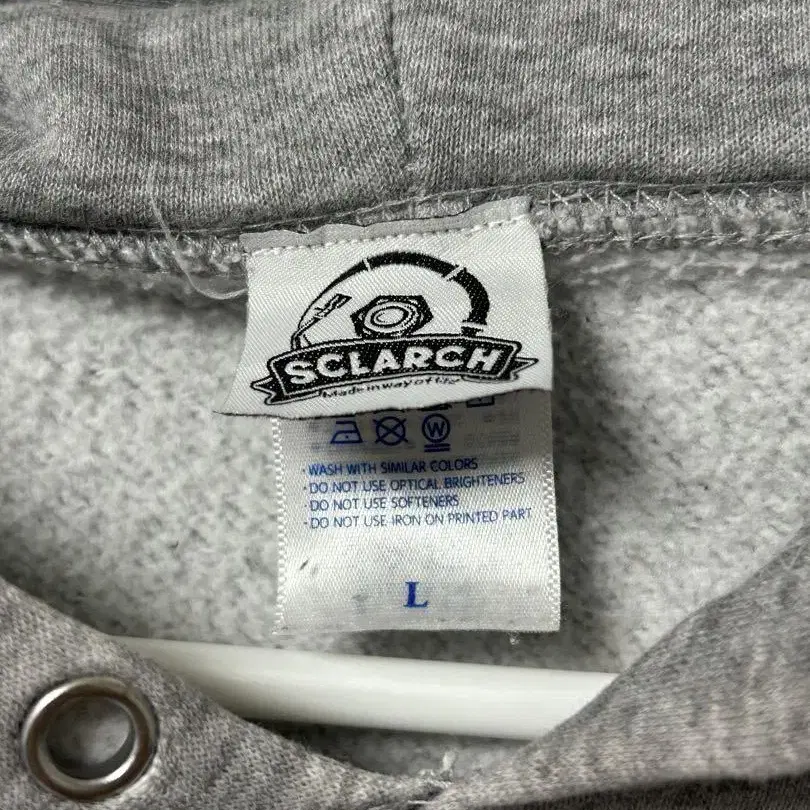 SCLARCH
Made in way of life
W
· WASH WITH SIMILAR COLORS
· DO NOT USE OPTICAL BRIGHTENERS
· DO NOT USE SOFTENERS
· DO NOT USE IRON ON PRINTED PART
L